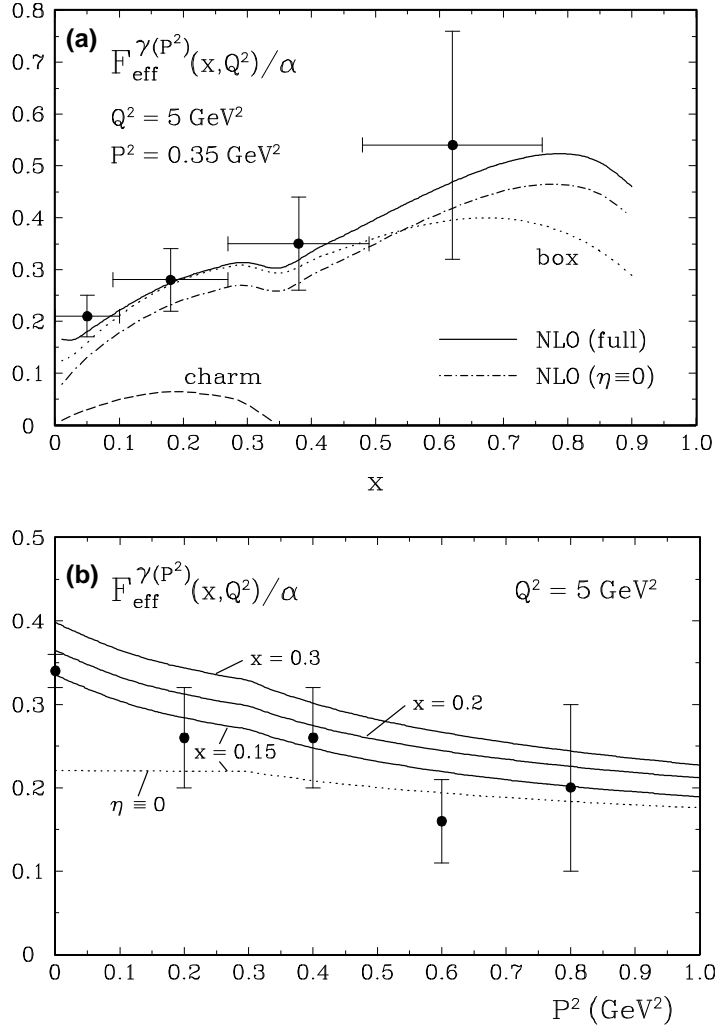 (a) F_eff^γ(P²)(x,Q²)/α
Q² = 5 GeV²
P² = 0.35 GeV²
0.8
0.7
0.6
0.5
0.4
0.3
0.2
0.1
0
box
NLO (full)
NLO (η≡0)
charm
0 0.1 0.2 0.3 0.4 0.5 0.6 0.7 0.8 0.9 1.0
x
(b) F_eff^γ(P²)(x,Q²)/α Q² = 5 GeV²
0.5
0.4
0.3
0.2
0.1
0
x = 0.3
x = 0.2
x = 0.15
η ≡ 0
0 0.1 0.2 0.3 0.4 0.5 0.6 0.7 0.8 0.9 1.0
P² (GeV²)